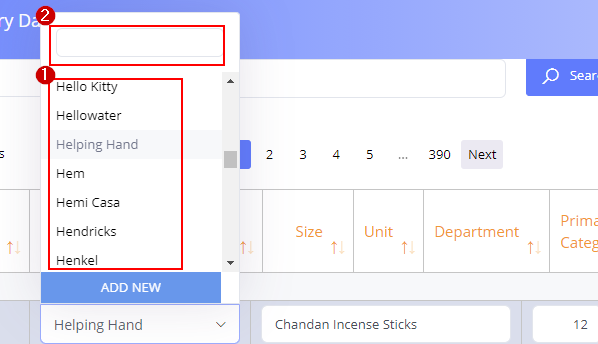 ry Da
2
1
Hello Kitty
Sear
Hellowater
Helping Hand
s
2 3 4 5 ... 390 Next
Hem
Hemi Casa
Hendricks
Size Unit Department
Prima
Categ
Henkel
ADD NEW
Helping Hand
Chandan Incense Sticks
12